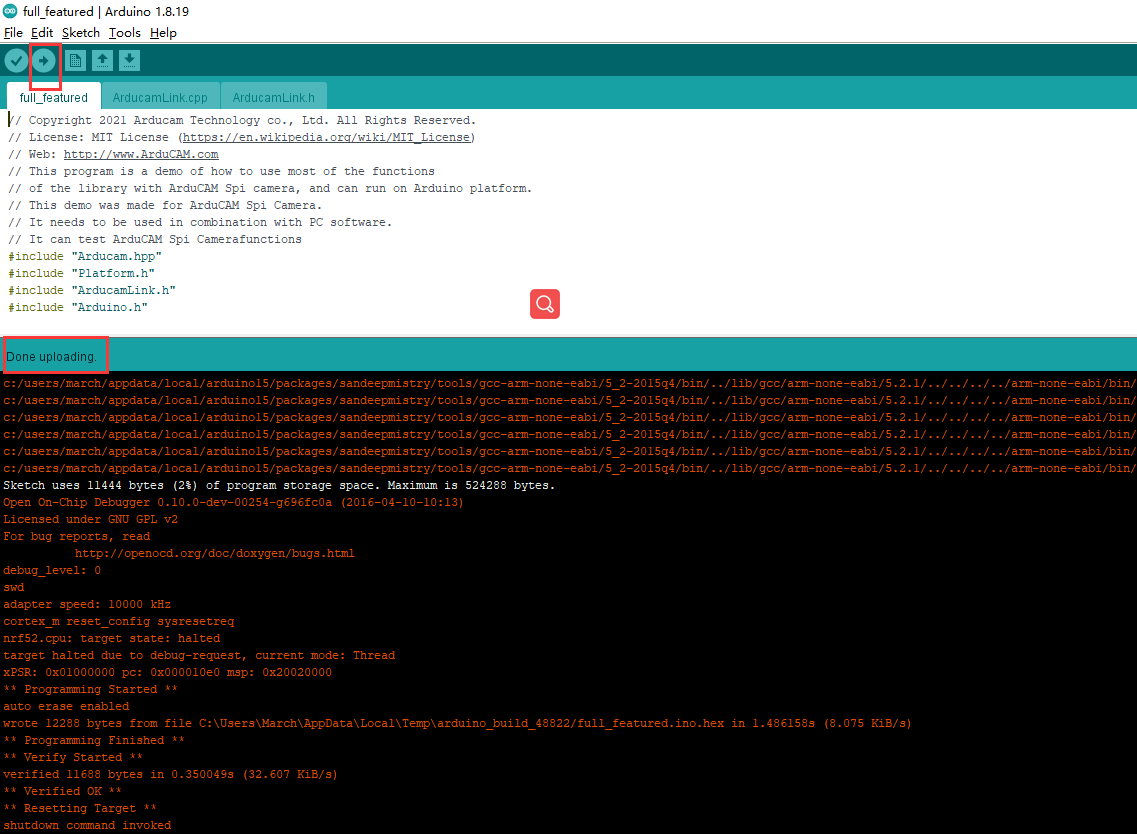 full_featured | Arduino 1.8.19
File Edit Sketch Tools Help
full_featured ArducamLink.cpp ArducamLink.h
// Copyright 2021 Arducam Technology co., Ltd. All Rights Reserved.
// License: MIT License (https://en.wikipedia.org/wiki/MIT_License)
// Web: http://www.ArduCAM.com
// This program is a demo of how to use most of the functions
// of the library with ArduCAM Spi camera, and can run on Arduino platform.
// This demo was made for ArduCAM Spi Camera.
// It needs to be used in combination with PC software.
// It can test ArduCAM Spi Camerafunctions
#include "Arducam.hpp"
#include "Platform.h"
#include "ArducamLink.h"
#include "Arduino.h"
Done uploading.
c:/users/march/appdata/local/arduino15/packages/sandeepmistry/tools/gcc-arm-none-eabi/5_2-2015q4/bin/../lib/gcc/arm-none-eabi/5.2.1/../../../../arm-none-eabi/bin/
c:/users/march/appdata/local/arduino15/packages/sandeepmistry/tools/gcc-arm-none-eabi/5_2-2015q4/bin/../lib/gcc/arm-none-eabi/5.2.1/../../../../arm-none-eabi/bin/
c:/users/march/appdata/local/arduino15/packages/sandeepmistry/tools/gcc-arm-none-eabi/5_2-2015q4/bin/../lib/gcc/arm-none-eabi/5.2.1/../../../../arm-none-eabi/bin/
c:/users/march/appdata/local/arduino15/packages/sandeepmistry/tools/gcc-arm-none-eabi/5_2-2015q4/bin/../lib/gcc/arm-none-eabi/5.2.1/../../../../arm-none-eabi/bin/
c:/users/march/appdata/local/arduino15/packages/sandeepmistry/tools/gcc-arm-none-eabi/5_2-2015q4/bin/../lib/gcc/arm-none-eabi/5.2.1/../../../../arm-none-eabi/bin/
c:/users/march/appdata/local/arduino15/packages/sandeepmistry/tools/gcc-arm-none-eabi/5_2-2015q4/bin/../lib/gcc/arm-none-eabi/5.2.1/../../../../arm-none-eabi/bin/
Sketch uses 11444 bytes (2%) of program storage space. Maximum is 524288 bytes.
Open On-Chip Debugger 0.10.0-dev-00254-g696fc0a (2016-04-10-10:13)
Licensed under GNU GPL v2
For bug reports, read
http://openocd.org/doc/doxygen/bugs.html
debug_level: 0
swd
adapter speed: 10000 kHz
cortex_m reset_config sysresetreq
nrf52.cpu: target state: halted
target halted due to debug-request, current mode: Thread
xPSR: 0x01000000 pc: 0x000010e0 msp: 0x20020000
** Programming Started **
auto erase enabled
wrote 12288 bytes from file C:\Users\March\AppData\Local\Temp\arduino_build_48822/full_featured.ino.hex in 1.486158s (8.075 KiB/s)
** Programming Finished **
** Verify Started **
verified 11688 bytes in 0.350049s (32.607 KiB/s)
** Verified OK **
** Resetting Target **
shutdown command invoked